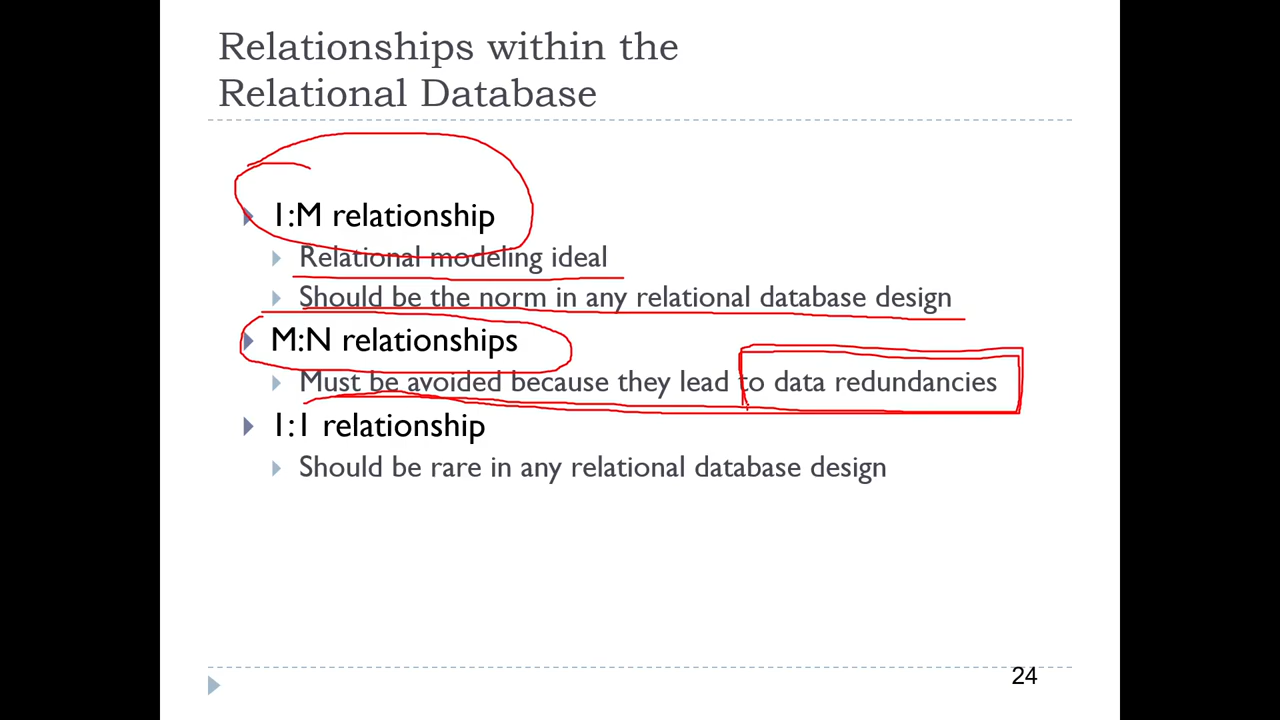 Relationships within the
Relational Database
1:M relationship
Relational modeling ideal
Should be the norm in any relational database design
M:N relationships
Must be avoided because they lead to data redundancies
1:1 relationship
Should be rare in any relational database design
24